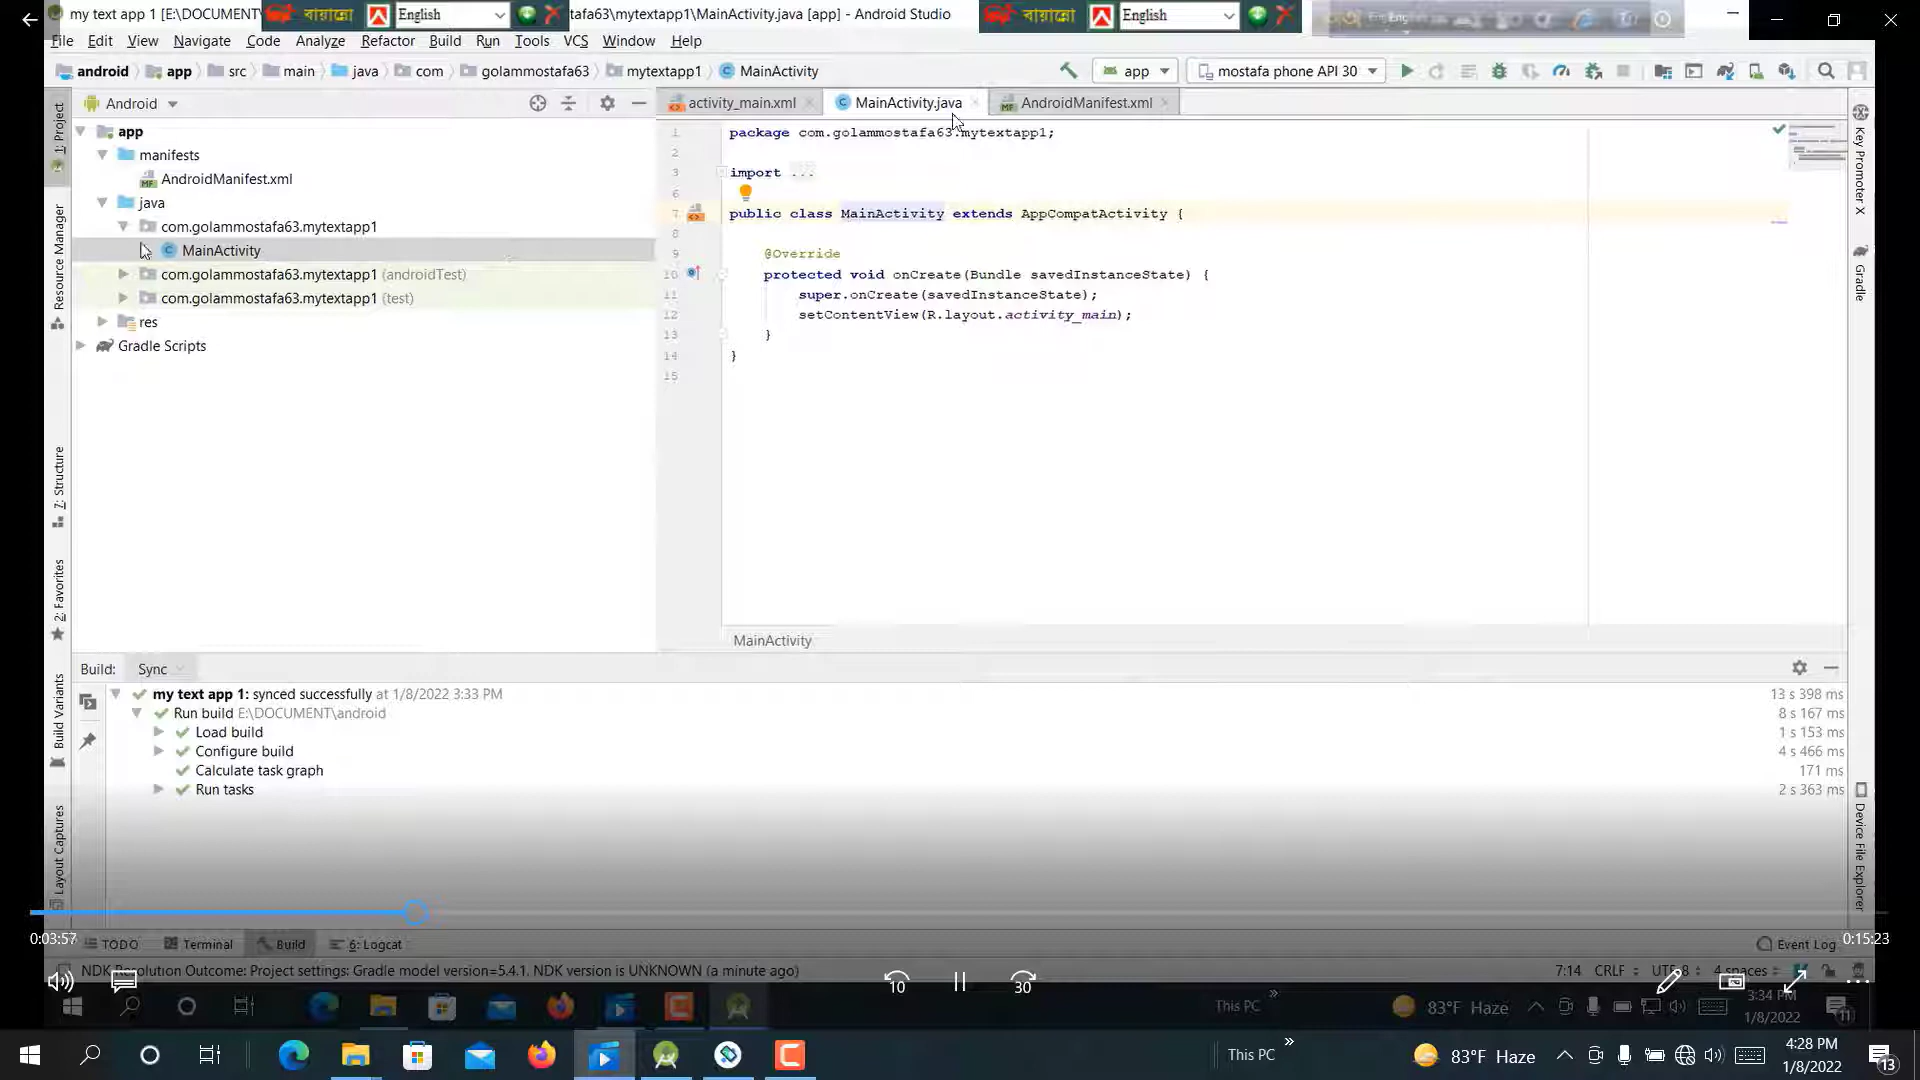 my text app 1 [E:\DOCUMENT
বায়ান্নো
English
tafa63\mytextapp1\MainActivity.java [app] - Android Studio
বায়ান্নো
English
File Edit View Navigate Code Analyze Refactor Build Run Tools VCS Window Help
android app src main java com golammostafa63 mytextapp1 MainActivity
app
mostafa phone API 30
Android
activity_main.xml
MainActivity.java
AndroidManifest.xml
app
manifests
AndroidManifest.xml
java
com.golammostafa63.mytextapp1
MainActivity
com.golammostafa63.mytextapp1 (androidTest)
com.golammostafa63.mytextapp1 (test)
res
Gradle Scripts
1: Project
Resource Manager
7: Structure
2: Favorites
Build Variants
Layout Captures
1 package com.golammostafa63.mytextapp1;
2
3 import ...
6
7 public class MainActivity extends AppCompatActivity {
8
9 @Override
10 protected void onCreate(Bundle savedInstanceState) {
11 super.onCreate(savedInstanceState);
12 setContentView(R.layout.activity_main);
13 }
14 }
15
MainActivity
Key Promoter X
Gradle
Device File Explorer
Build: Sync
my text app 1: synced successfully at 1/8/2022 3:33 PM 13 s 398 ms
Run build E:\DOCUMENT\android 8 s 167 ms
Load build 1 s 153 ms
Configure build 4 s 466 ms
Calculate task graph 171 ms
Run tasks 2 s 363 ms
0:03:57
0:15:23
TODO Terminal Build 6: Logcat Event Log
NDK Resolution Outcome: Project settings: Gradle model version=5.4.1, NDK version is UNKNOWN (a minute ago)
7:14 CRLF UTF-8 4 spaces
10
30
This PC
83°F Haze
3:34 PM
1/8/2022
11
This PC
83°F Haze
4:28 PM
1/8/2022
13